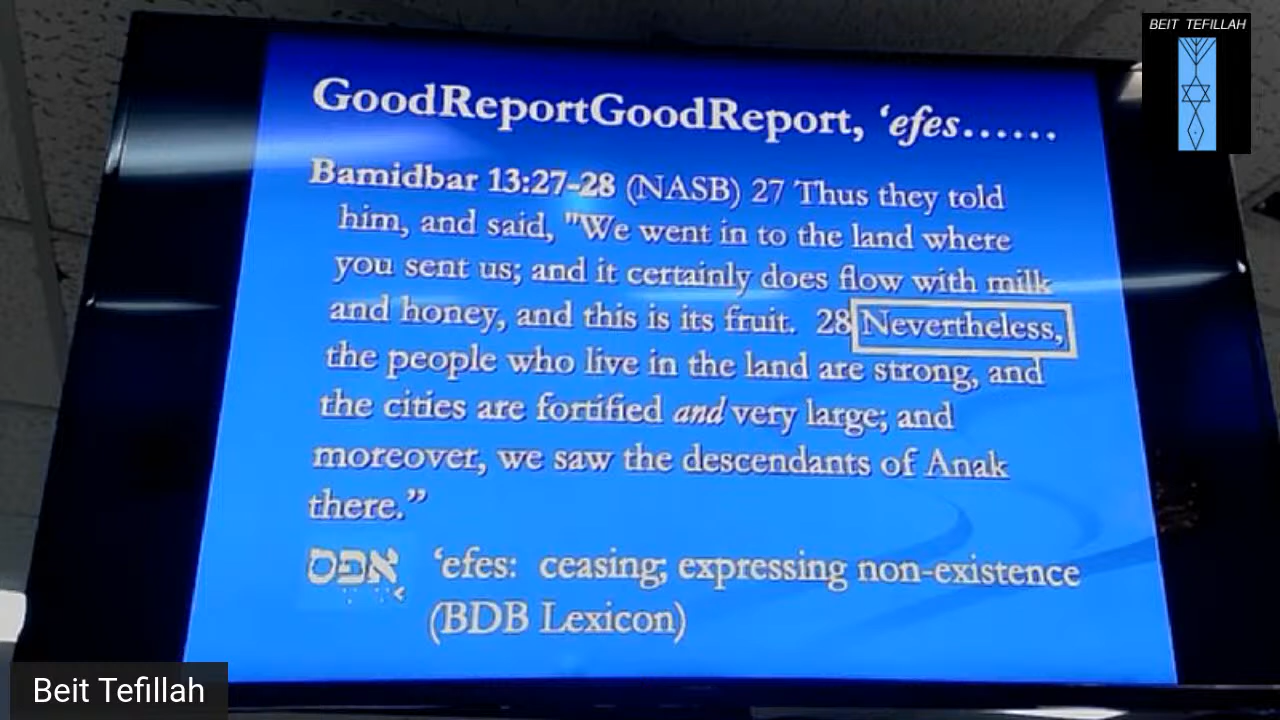 BEIT TEFILLAH
GoodReportGoodReport, ‘efes......
Bamidbar 13:27-28 (NASB) 27 Thus they told
him, and said, "We went in to the land where
you sent us; and it certainly does flow with milk
and honey, and this is its fruit. 28 Nevertheless,
the people who live in the land are strong, and
the cities are fortified and very large; and
moreover, we saw the descendants of Anak
there.”
אֶפֶס ‘efes: ceasing; expressing non-existence
(BDB Lexicon)
Beit Tefillah